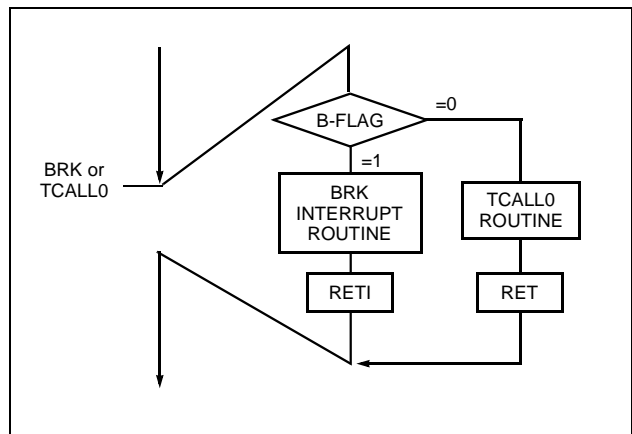 B-FLAG
=0
=1
BRK or
TCALL0
BRK
INTERRUPT
ROUTINE
TCALL0
ROUTINE
RETI
RET